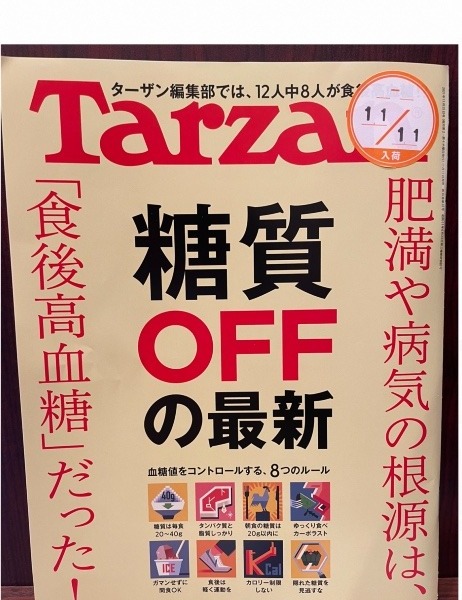 ターザン編集部では、12人中8人が食
Tarza
11/11
入荷
肥満や病気の根源は、
「食後高血糖」だった!
糖質
OFF
の最新
血糖値をコントロールする、8つのルール
40g
糖質は毎食
20〜40g
タンパク質と
脂質しっかり
朝食の糖質は
20g以内に
ゆっくり食べ
カーボラスト
ICE
ガマンせずに
間食OK
食後は
軽く運動を
KCal
カロリー制限
しない
隠れた糖質を
見逃すな